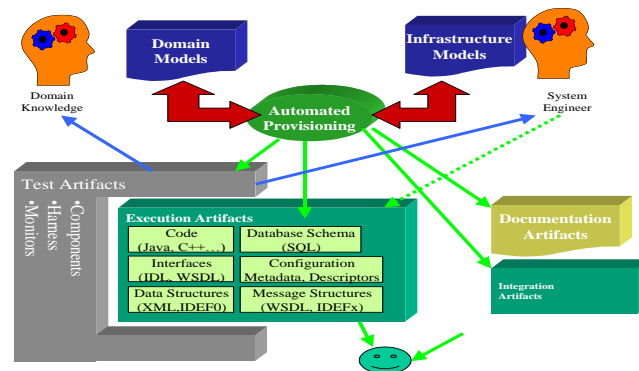 Domain
Models
Infrastructure
Models
Domain
Knowledge
System
Engineer
Automated
Provisioning
Test Artifacts
•Components
•Harness
•Monitors
Execution Artifacts
Code
(Java, C++…)
Database Schema
(SQL)
Interfaces
(IDL, WSDL)
Configuration
Metadata, Descriptors
Data Structures
(XML,IDEF0)
Message Structures
(WSDL, IDEFx)
Documentation
Artifacts
Integration
Artifacts